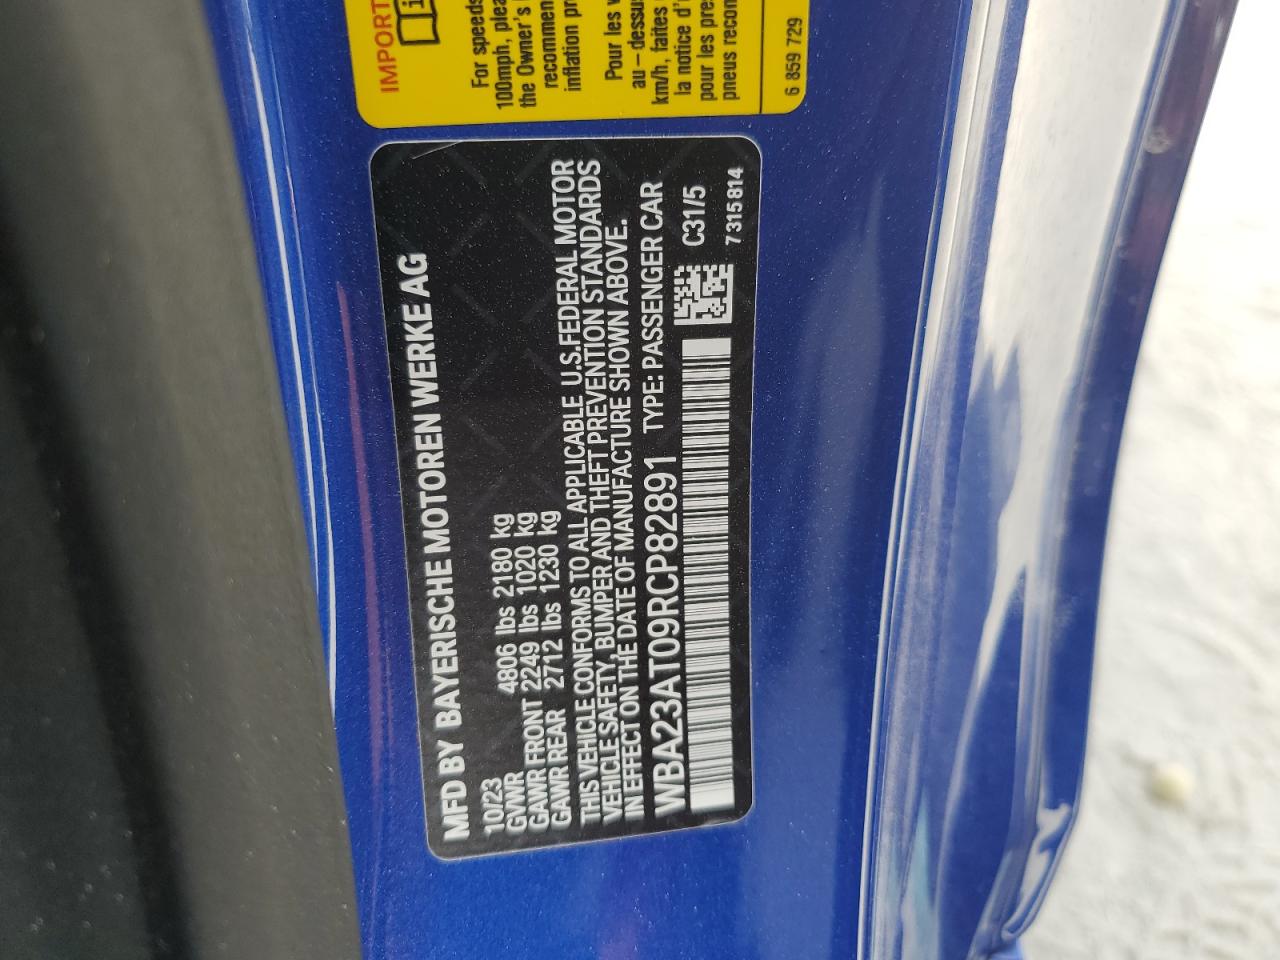 IMPORT
i
For speeds
100mph, plea
the Owner's
recommen
inflation pr
Pour les v
au-dessu
km/h, faites
la notice d'
pour les pre
pneus recon
6 859 729
MFD BY BAYERISCHE MOTOREN WERKE AG
10/23
GVWR 4806 lbs 2180 kg
GAWR FRONT 2249 lbs 1020 kg
GAWR REAR 2712 lbs 1230 kg
THIS VEHICLE CONFORMS TO ALL APPLICABLE U.S.FEDERAL MOTOR
VEHICLE SAFETY, BUMPER AND THEFT PREVENTION STANDARDS
IN EFFECT ON THE DATE OF MANUFACTURE SHOWN ABOVE.
WBA23AT09RCP82891 TYPE: PASSENGER CAR
C31/5
7 315 814